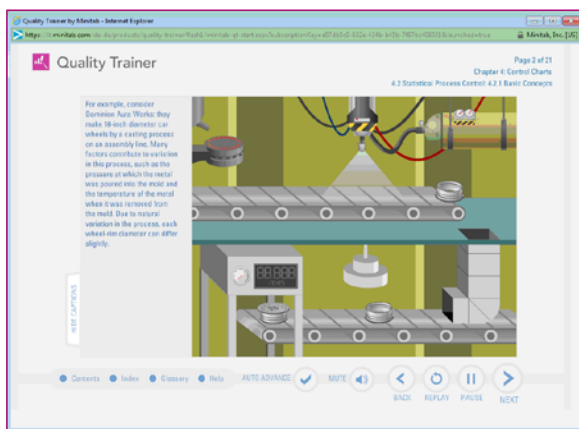 Quality Trainer by Minitab - Internet Explorer
Minitab, Inc. [US]
Quality Trainer
Page 2 of 21
Chapter 4: Control Charts
4.2 Statistical Process Control: 4.2.1 Basic Concepts
For example, consider
Dominion Auto Works: they
make 18-inch diameter car
wheels by a casting process
on an assembly line. Many
factors contribute to variation
in this process, such as the
pressure at which the metal
was poured into the mold and
the temperature of the metal
when it was removed from
the mold. Due to natural
variation in the process, each
wheel-rim diameter can differ
slightly.
HIDE CAPTIONS
Contents
Index
Glossary
Help
AUTO ADVANCE
MUTE
BACK
REPLAY
PAUSE
NEXT